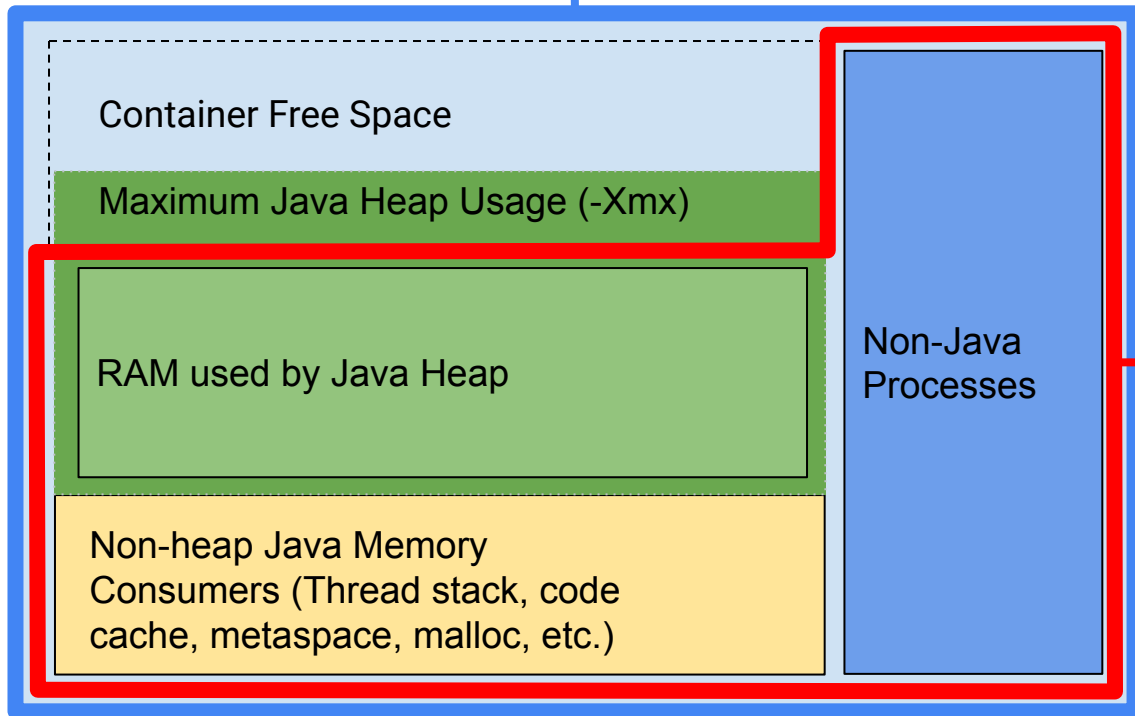 Container Free Space
Maximum Java Heap Usage (-Xmx)
RAM used by Java Heap
Non-Java
Processes
Non-heap Java Memory
Consumers (Thread stack, code
cache, metaspace, malloc, etc.)